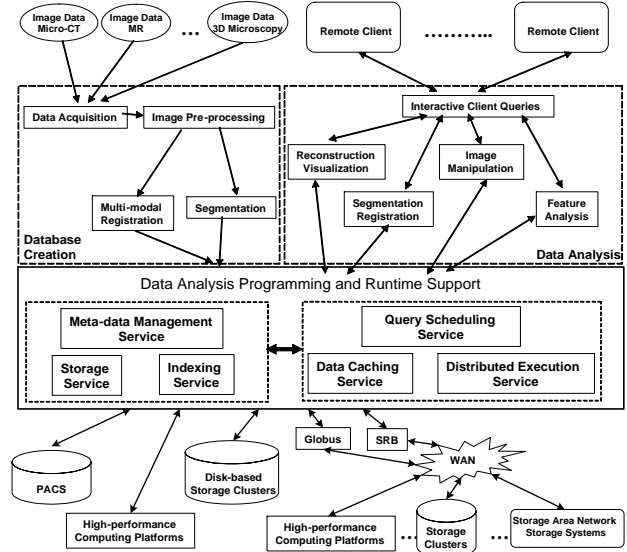 Image Data
Micro-CT
Image Data
MR
...
Image Data
3D Microscopy
Remote Client
...........
Remote Client
Data Acquisition
Image Pre-processing
Interactive Client Queries
Reconstruction
Visualization
Image
Manipulation
Multi-modal
Registration
Segmentation
Segmentation
Registration
Feature
Analysis
Database
Creation
Data Analysis
Data Analysis Programming and Runtime Support
Meta-data Management
Service
Storage
Service
Indexing
Service
Query Scheduling
Service
Data Caching
Service
Distributed Execution
Service
Globus
SRB
WAN
PACS
Disk-based
Storage Clusters
High-performance
Computing Platforms
High-performance
Computing Platforms
...
Storage
Clusters
...
Storage Area Network
Storage Systems